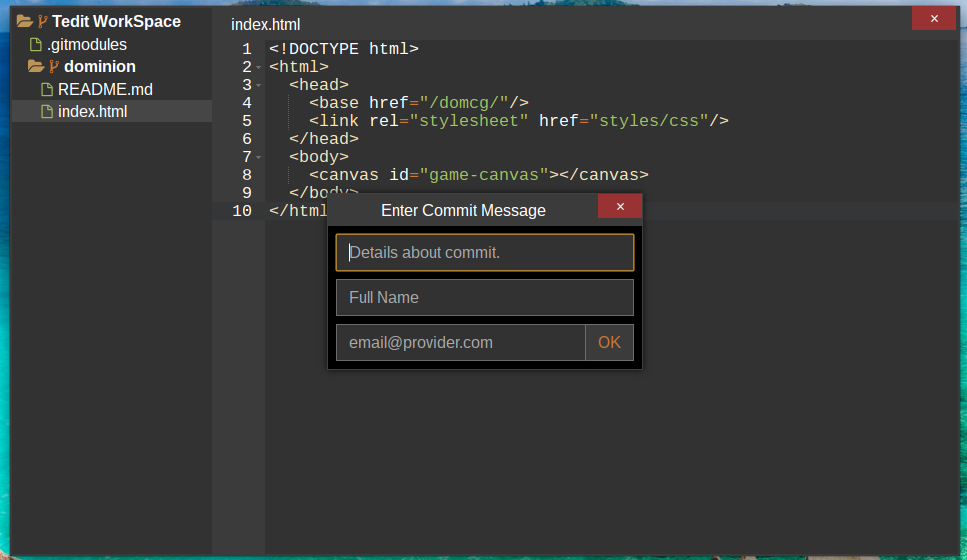 Tedit WorkSpace
.gitmodules
dominion
README.md
index.html
index.html
×
1 <!DOCTYPE html>
2 <html>
3 <head>
4 <base href="/domcg/"/>
5 <link rel="stylesheet" href="styles/css"/>
6 </head>
7 <body>
8 <canvas id="game-canvas"></canvas>
9 </body>
10 </html
Enter Commit Message
×
Details about commit.
Full Name
email@provider.com
OK